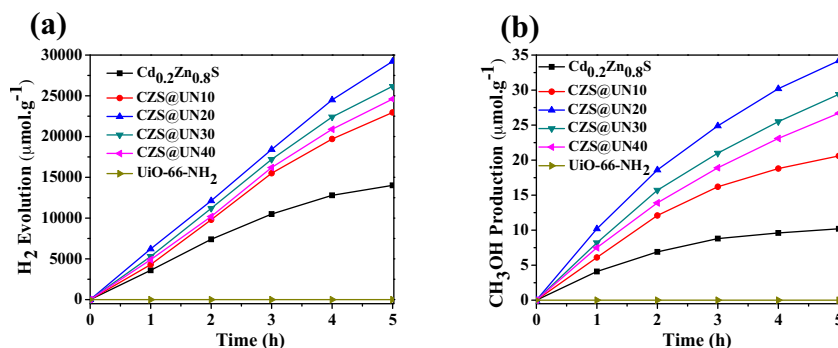 (a)
H2 Evolution (μmol.g-1)
30000
25000
20000
15000
10000
5000
0
Cd0.2Zn0.8S
CZS@UN10
CZS@UN20
CZS@UN30
CZS@UN40
UiO-66-NH2
0 1 2 3 4 5
Time (h)
(b)
CH3OH Production (μmol.g-1)
35
30
25
20
15
10
5
0
Cd0.2Zn0.8S
CZS@UN10
CZS@UN20
CZS@UN30
CZS@UN40
UiO-66-NH2
0 1 2 3 4 5
Time (h)